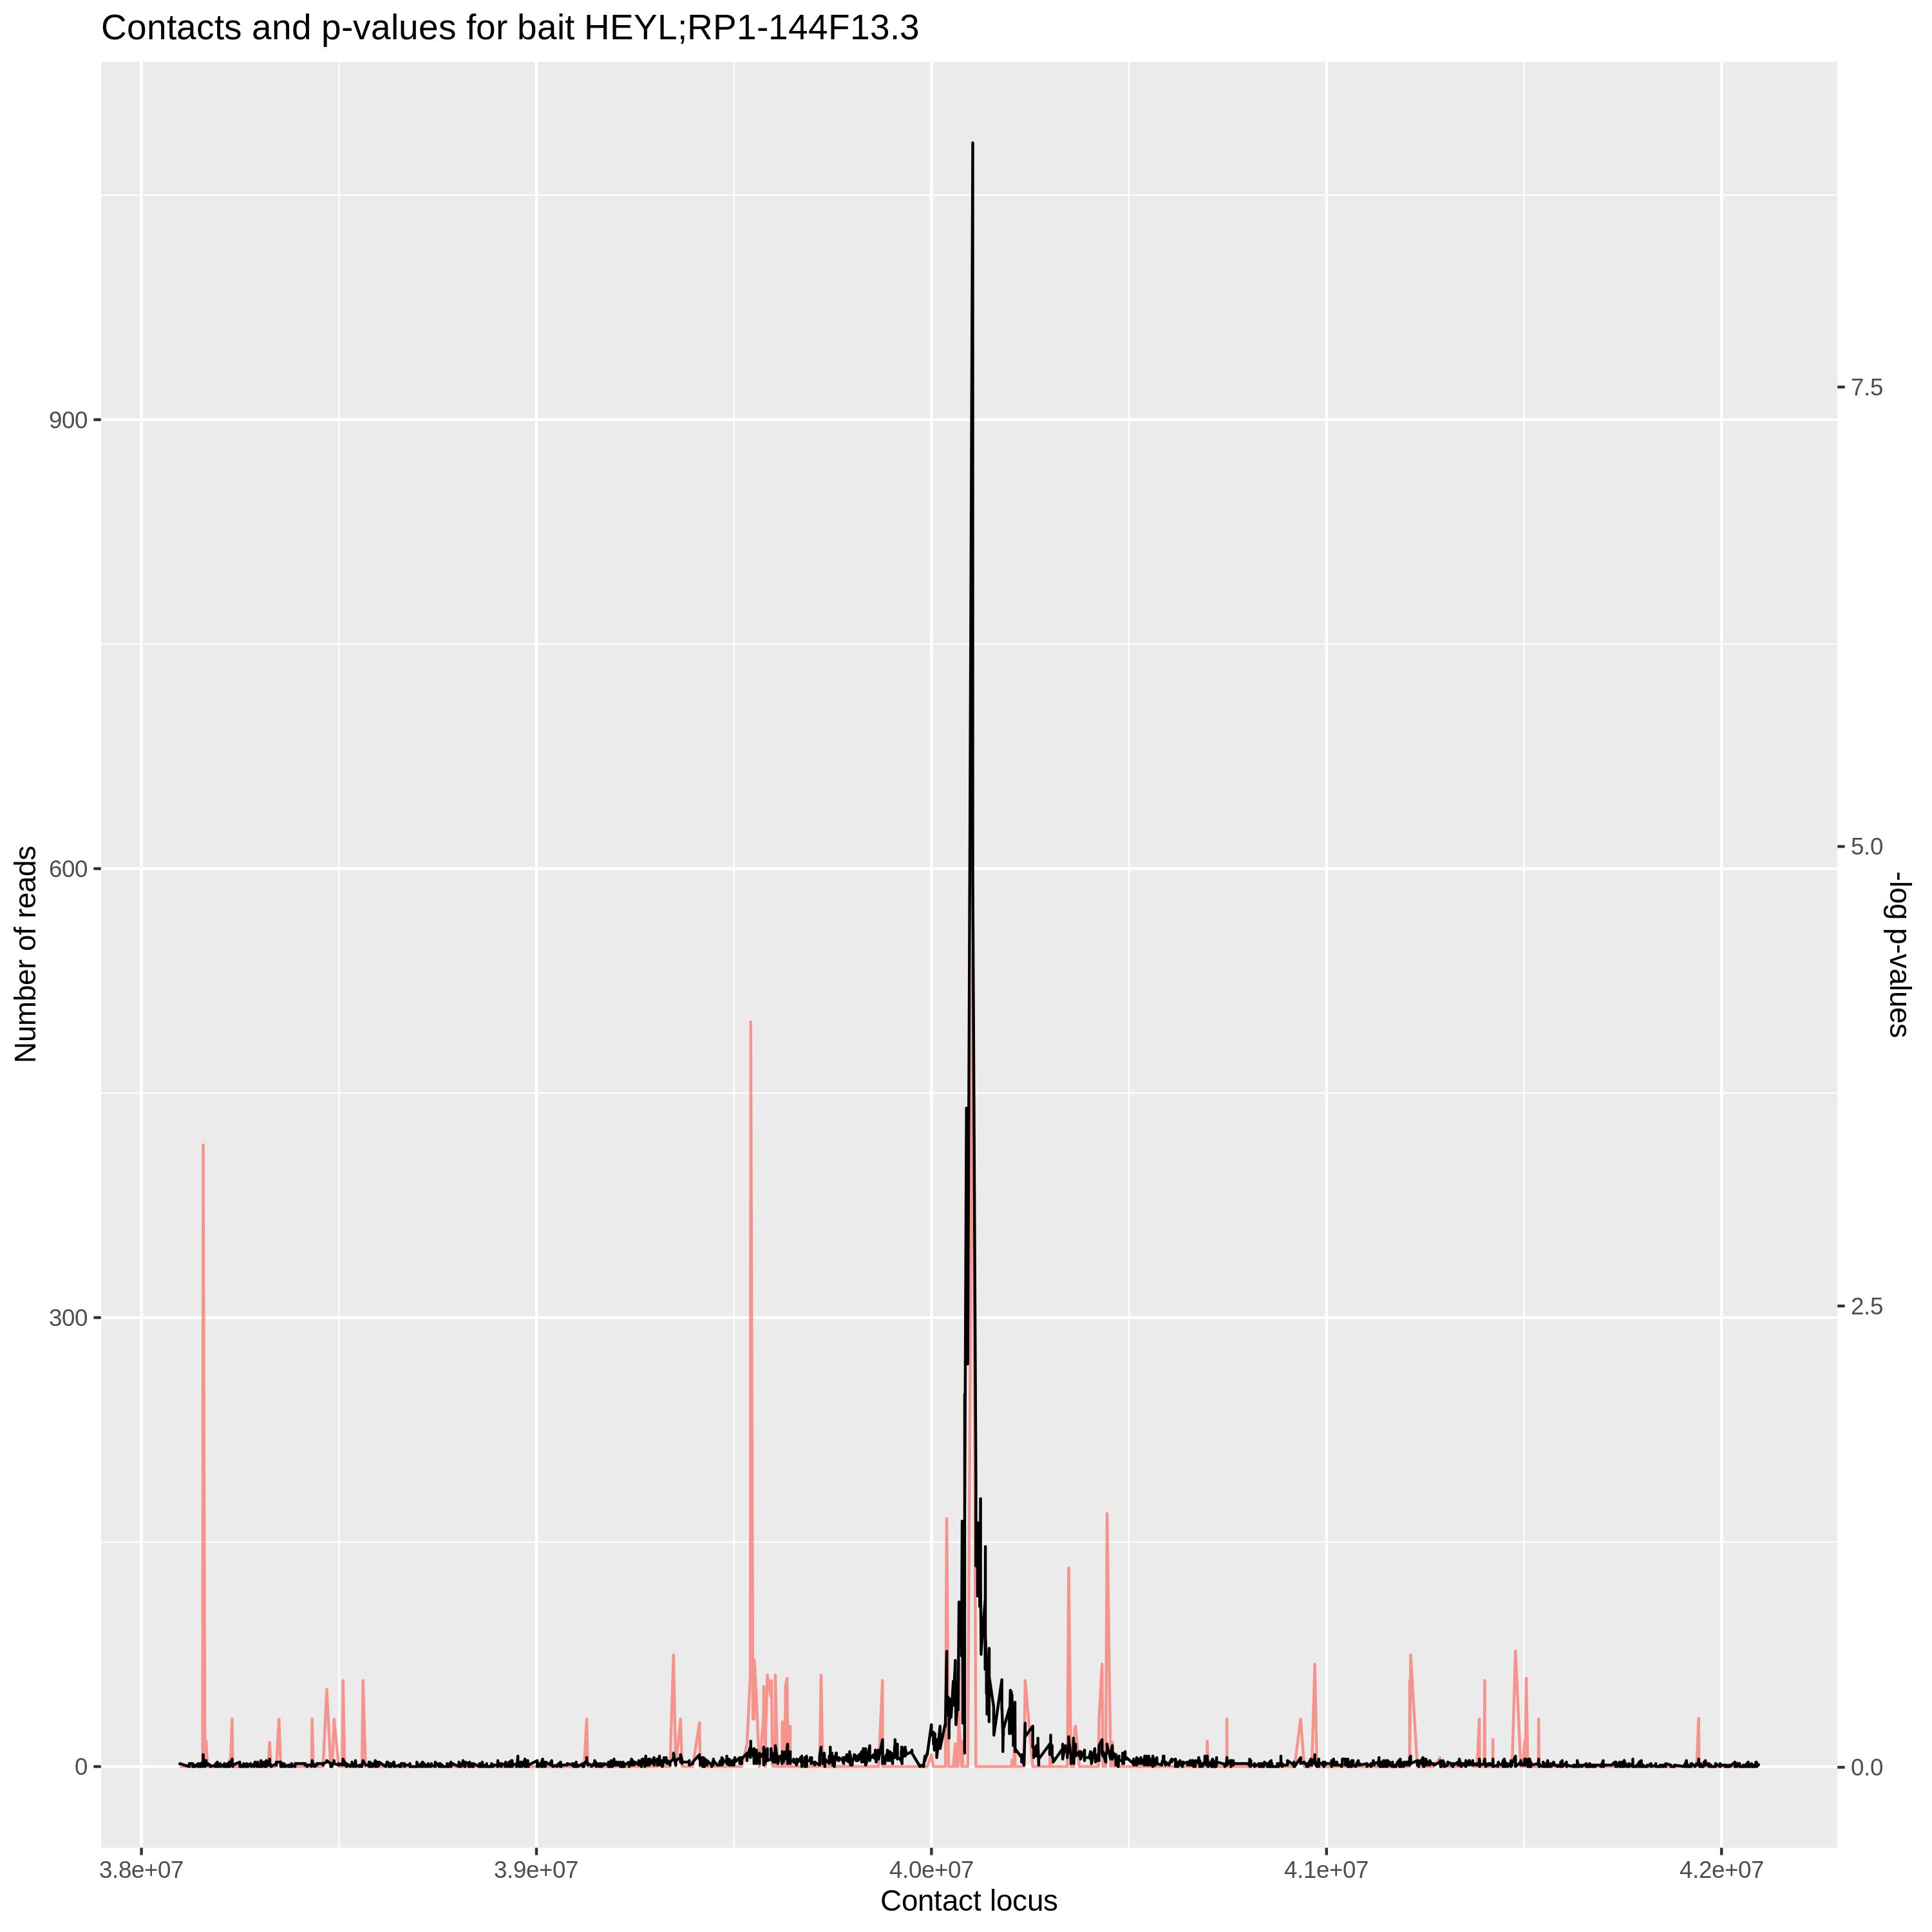 Contacts and p-values for bait HEYL;RP1-144F13.3
Number of reads
900
600
300
0
7.5
5.0
2.5
0.0
-log p-values
3.8e+07
3.9e+07
4.0e+07
4.1e+07
4.2e+07
Contact locus